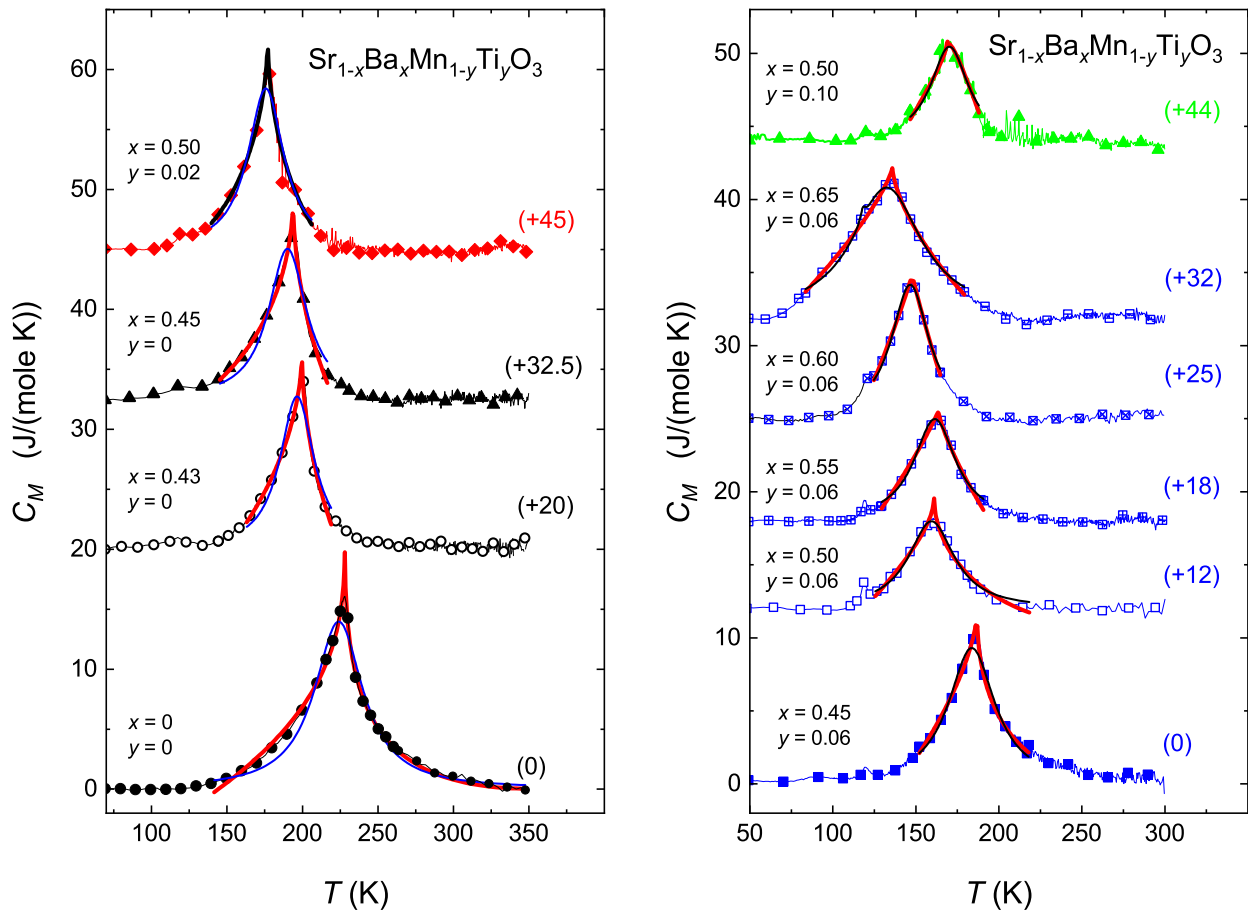 Sr1-xBaxMn1-yTiyO3
x = 0.50
y = 0.02
(+45)
x = 0.45
y = 0
(+32.5)
x = 0.43
y = 0
(+20)
x = 0
y = 0
(0)
60
50
40
30
20
10
0
100 150 200 250 300 350
CM (J/(mole K))
T (K)
Sr1-xBaxMn1-yTiyO3
x = 0.50
y = 0.10
(+44)
x = 0.65
y = 0.06
(+32)
x = 0.60
y = 0.06
(+25)
x = 0.55
y = 0.06
(+18)
x = 0.50
y = 0.06
(+12)
x = 0.45
y = 0.06
(0)
50
40
30
20
10
0
50 100 150 200 250 300
CM (J/(mole K))
T (K)